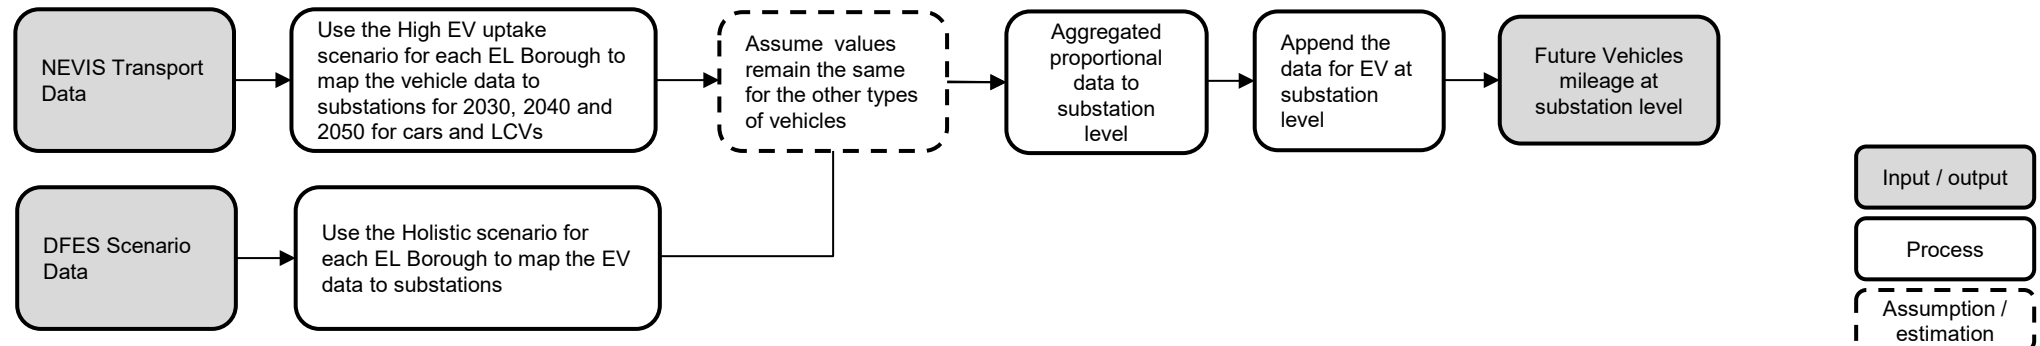 NEVIS Transport
Data
Use the High EV uptake
scenario for each EL Borough to
map the vehicle data to
substations for 2030, 2040 and
2050 for cars and LCVs
Assume values
remain the same
for the other types
of vehicles
Aggregated
proportional
data to
substation
level
Append the
data for EV at
substation
level
Future Vehicles
mileage at
substation level
DFES Scenario
Data
Use the Holistic scenario for
each EL Borough to map the EV
data to substations
Input / output
Process
Assumption /
estimation